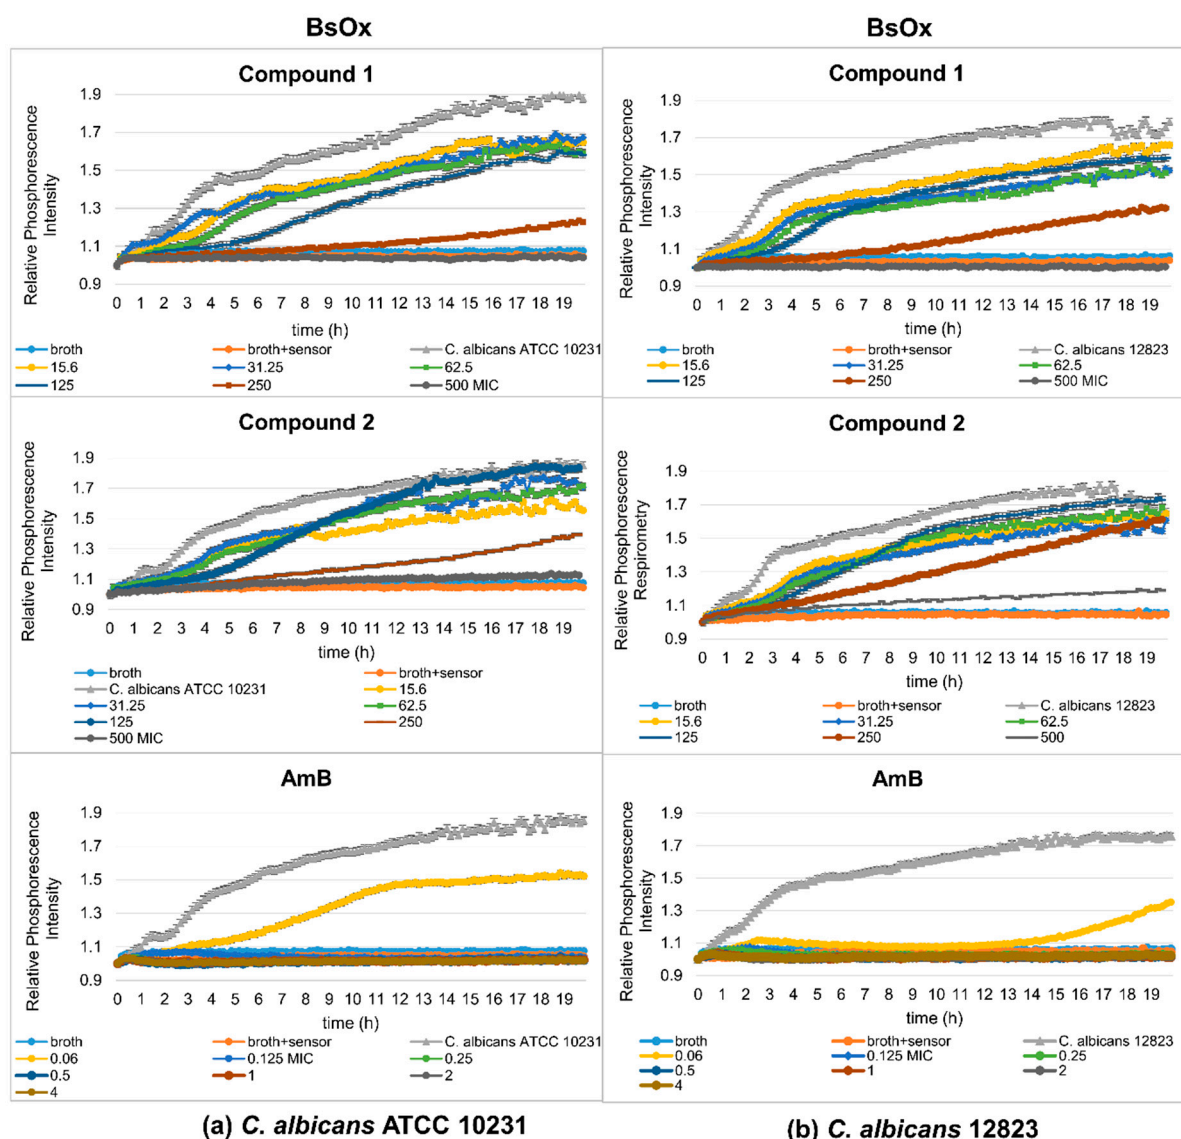 BsOx
BsOx
Compound 1
Relative Phosphorescence
Intensity
1.9
1.7
1.5
1.3
1.1
0.9
0 1 2 3 4 5 6 7 8 9 10 11 12 13 14 15 16 17 18 19
time (h)
broth broth+sensor C. albicans ATCC 10231
15.6 31.25 62.5
125 250 500 MIC
Compound 1
Relative Phosphorescence
Intensity
1.9
1.7
1.5
1.3
1.1
0.9
0 1 2 3 4 5 6 7 8 9 10 11 12 13 14 15 16 17 18 19
time (h)
broth broth+sensor C. albicans 12823
15.6 31.25 62.5
125 250 500 MIC
Compound 2
Relative Phosphorescence
Intensity
1.9
1.7
1.5
1.3
1.1
0.9
0 1 2 3 4 5 6 7 8 9 10 11 12 13 14 15 16 17 18 19
time (h)
broth broth+sensor
C. albicans ATCC 10231 15.6
31.25 62.5
125 250
500 MIC
Compound 2
Relative Phosphorescence
Respirometry
1.9
1.7
1.5
1.3
1.1
0.9
0 1 2 3 4 5 6 7 8 9 10 11 12 13 14 15 16 17 18 19
time (h)
broth broth+sensor C. albicans 12823
15.6 31.25 62.5
125 250 500
AmB
Relative Phosphorescence
Intensity
1.9
1.7
1.5
1.3
1.1
0.9
0 1 2 3 4 5 6 7 8 9 10 11 12 13 14 15 16 17 18 19
time (h)
broth broth+sensor C. albicans ATCC 10231
0.06 0.125 MIC 0.25
0.5 1 2
4
AmB
Relative Phosphorescence
Intensity
1.9
1.7
1.5
1.3
1.1
0.9
0 1 2 3 4 5 6 7 8 9 10 11 12 13 14 15 16 17 18 19
time (h)
broth broth+sensor C. albicans 12823
0.06 0.125 MIC 0.25
0.5 1 2
4
(a) C. albicans ATCC 10231
(b) C. albicans 12823